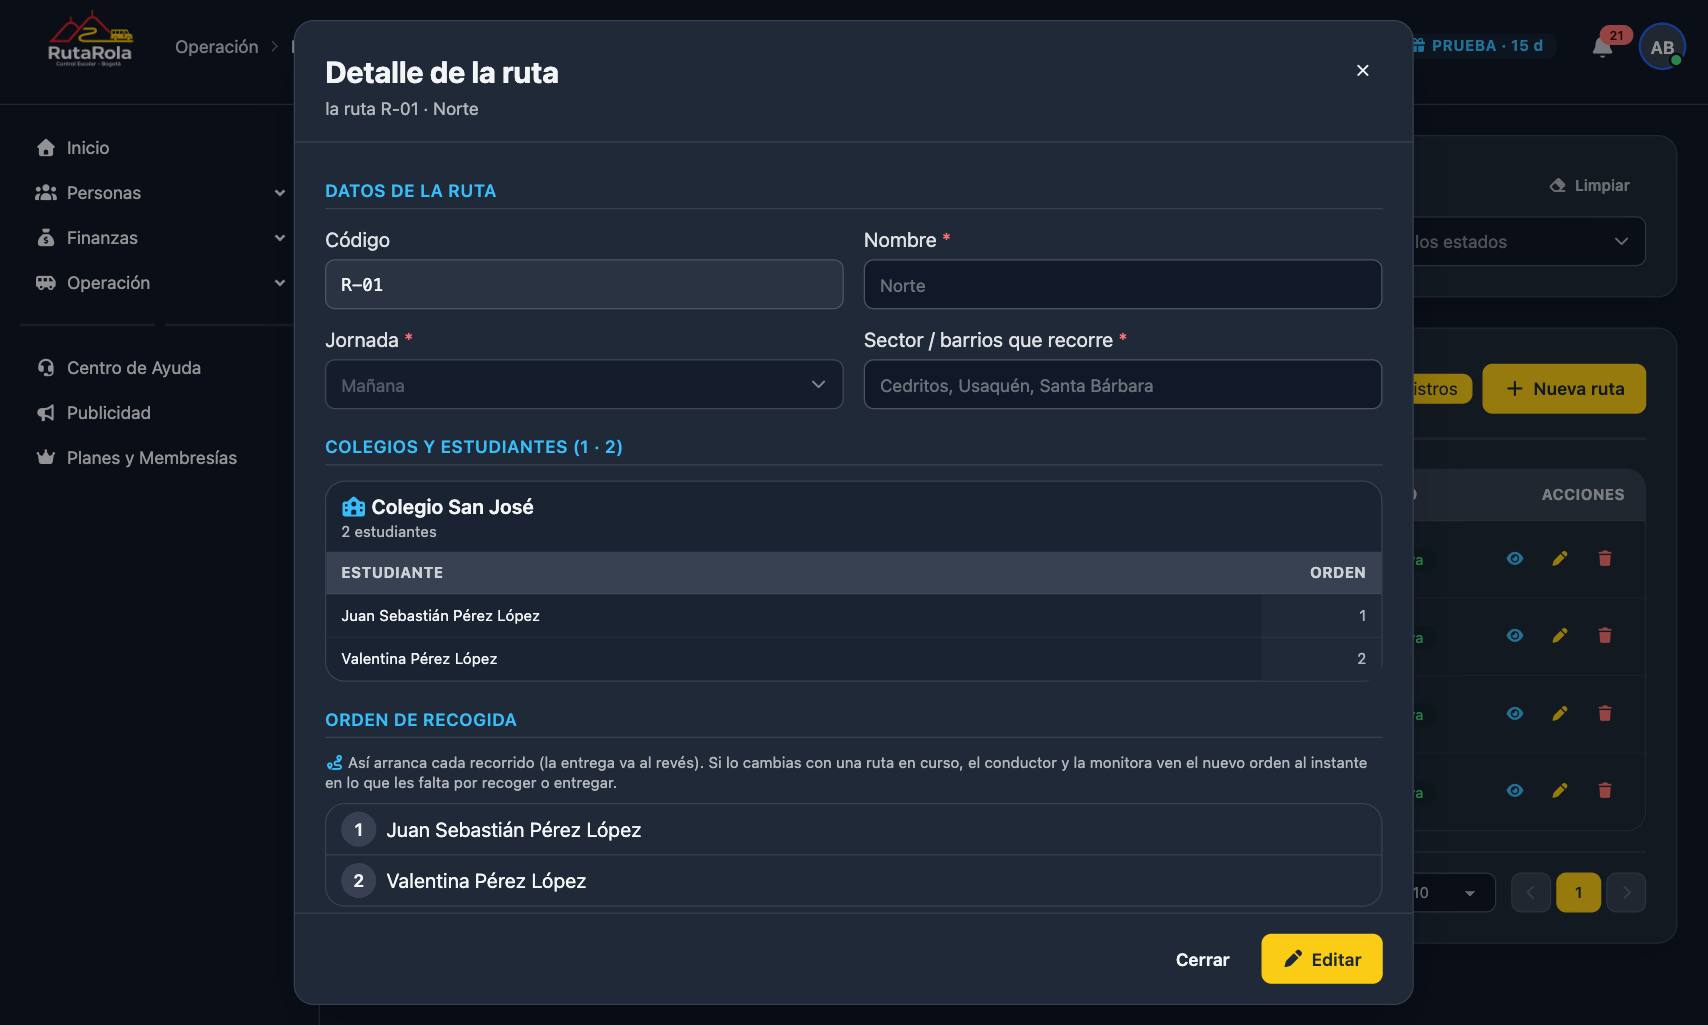 RutaRola
Control Escolar - Bogotá
Operación
PRUEBA · 15 d
21
AB
Inicio
Personas
Finanzas
Operación
Centro de Ayuda
Publicidad
Planes y Membresías
Detalle de la ruta
la ruta R-01 · Norte
DATOS DE LA RUTA
Código
Nombre *
R-01
Norte
Jornada *
Sector / barrios que recorre *
Mañana
Cedritos, Usaquén, Santa Bárbara
COLEGIOS Y ESTUDIANTES (1 · 2)
Colegio San José
2 estudiantes
ESTUDIANTE
ORDEN
Juan Sebastián Pérez López
1
Valentina Pérez López
2
ORDEN DE RECOGIDA
Así arranca cada recorrido (la entrega va al revés). Si lo cambias con una ruta en curso, el conductor y la monitora ven el nuevo orden al instante
en lo que les falta por recoger o entregar.
1 Juan Sebastián Pérez López
2 Valentina Pérez López
Cerrar
Editar
Limpiar
los estados
Nueva ruta
ACCIONES
10
1